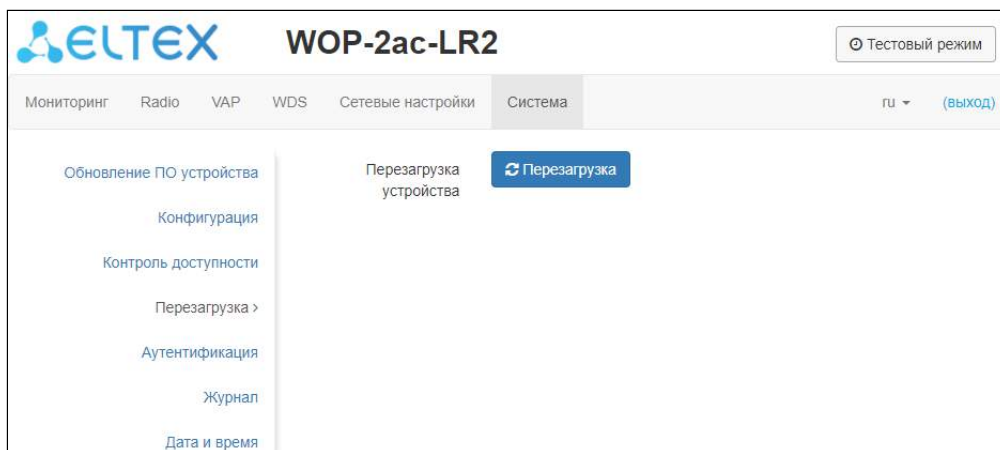 ELTEX WOP-2ac-LR2 Тестовый режим
Мониторинг Radio VAP WDS Сетевые настройки Система ru (выход)
Обновление ПО устройства
Конфигурация
Контроль доступности
Перезагрузка >
Аутентификация
Журнал
Дата и время
Перезагрузка
устройства
Перезагрузка